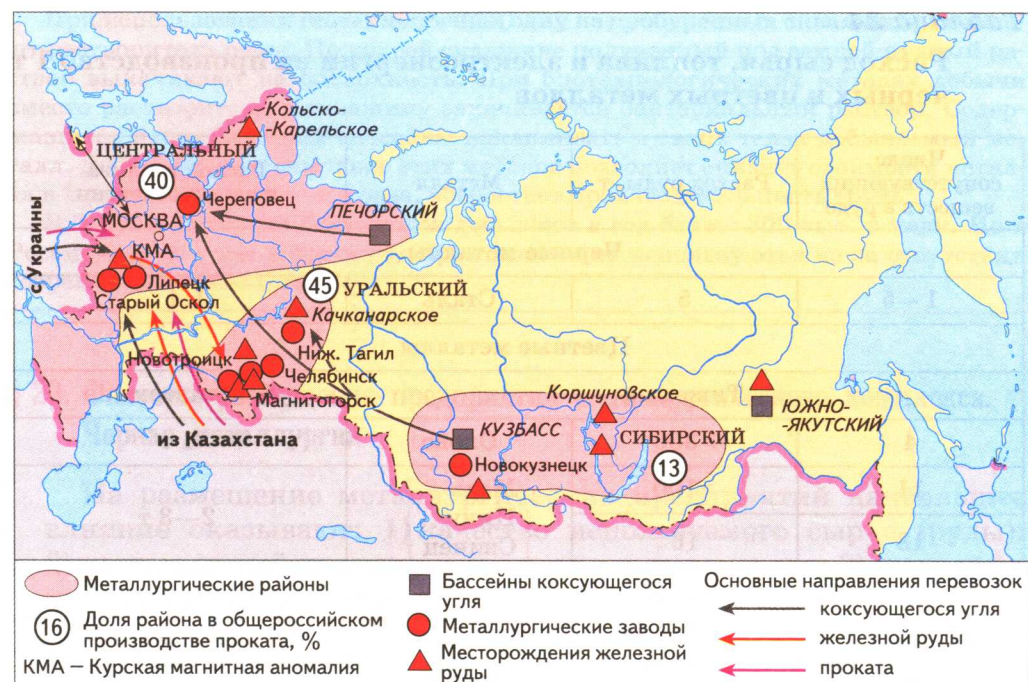 Кольско-
-Карельское
ЦЕНТРАЛЬНЫЙ
40
Череповец
ПЕЧОРСКИЙ
МОСКВА
с Украины
КМА
Липецк
Старый Оскол
45
УРАЛЬСКИЙ
Качканарское
Ниж. Тагил
Новотроицк
Челябинск
Магнитогорск
из Казахстана
КУЗБАСС
Новокузнецк
Коршуновское
СИБИРСКИЙ
13
ЮЖНО-
-ЯКУТСКИЙ
Металлургические районы
16
Доля района в общероссийском
производстве проката, %
КМА – Курская магнитная аномалия
Бассейны коксующегося
угля
Металлургические заводы
Месторождения железной
руды
Основные направления перевозок
коксующегося угля
железной руды
проката